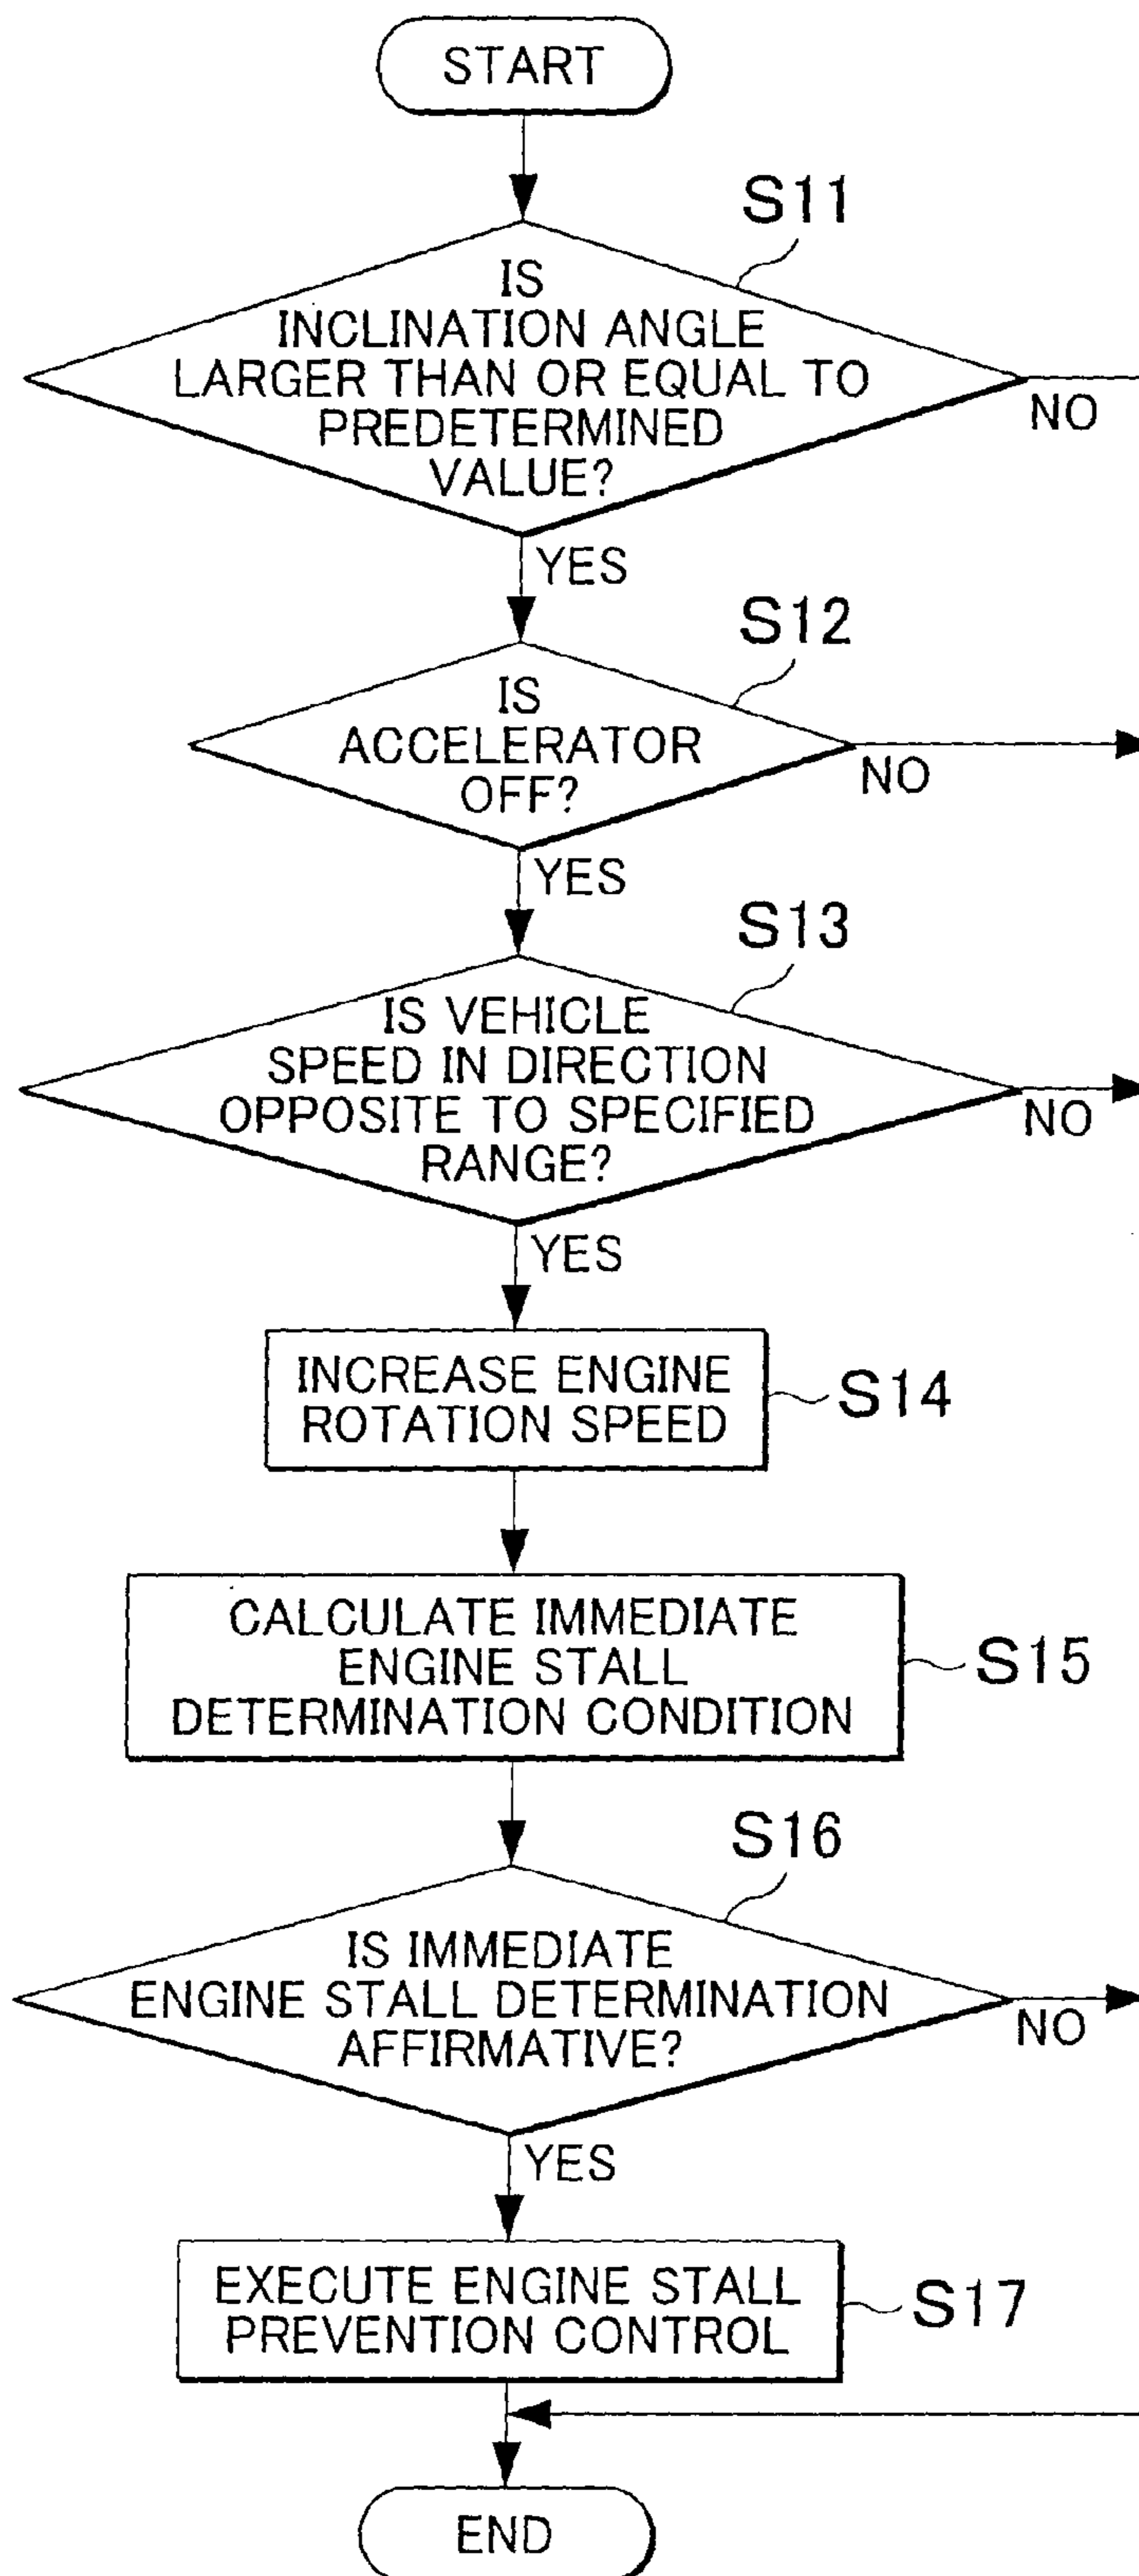 START
S11
IS
INCLINATION ANGLE
LARGER THAN OR EQUAL TO
PREDETERMINED
VALUE?
NO
YES
S12
IS
ACCELERATOR
OFF?
NO
YES
S13
IS VEHICLE
SPEED IN DIRECTION
OPPOSITE TO SPECIFIED
RANGE?
NO
YES
INCREASE ENGINE
ROTATION SPEED
S14
CALCULATE IMMEDIATE
ENGINE STALL
DETERMINATION CONDITION
S15
S16
IS IMMEDIATE
ENGINE STALL DETERMINATION
AFFIRMATIVE?
NO
YES
EXECUTE ENGINE STALL
PREVENTION CONTROL
S17
END